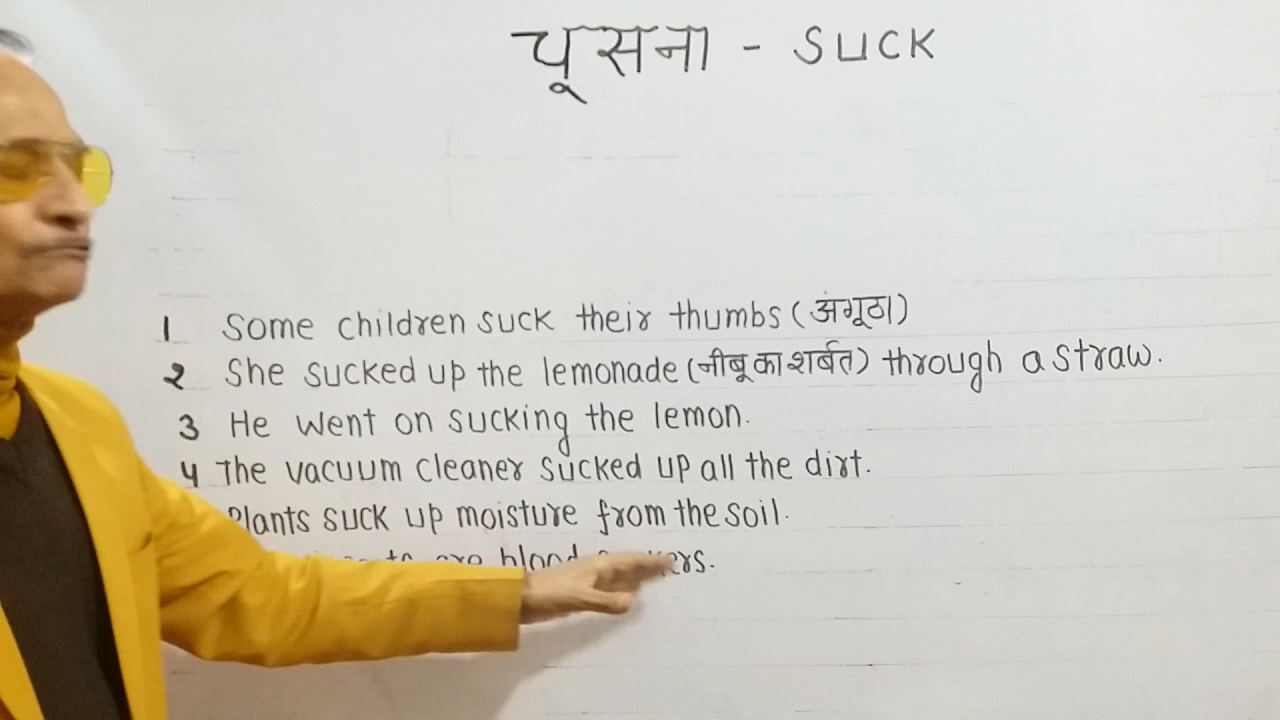 चूसना - SUCK
1 Some children suck their thumbs (अंगूठा)
2 She sucked up the lemonade (नीबू का शर्बत) through a straw.
3 He went on sucking the lemon.
4 The vacuum cleaner sucked up all the dirt.
Plants suck up moisture from the soil.
are blood